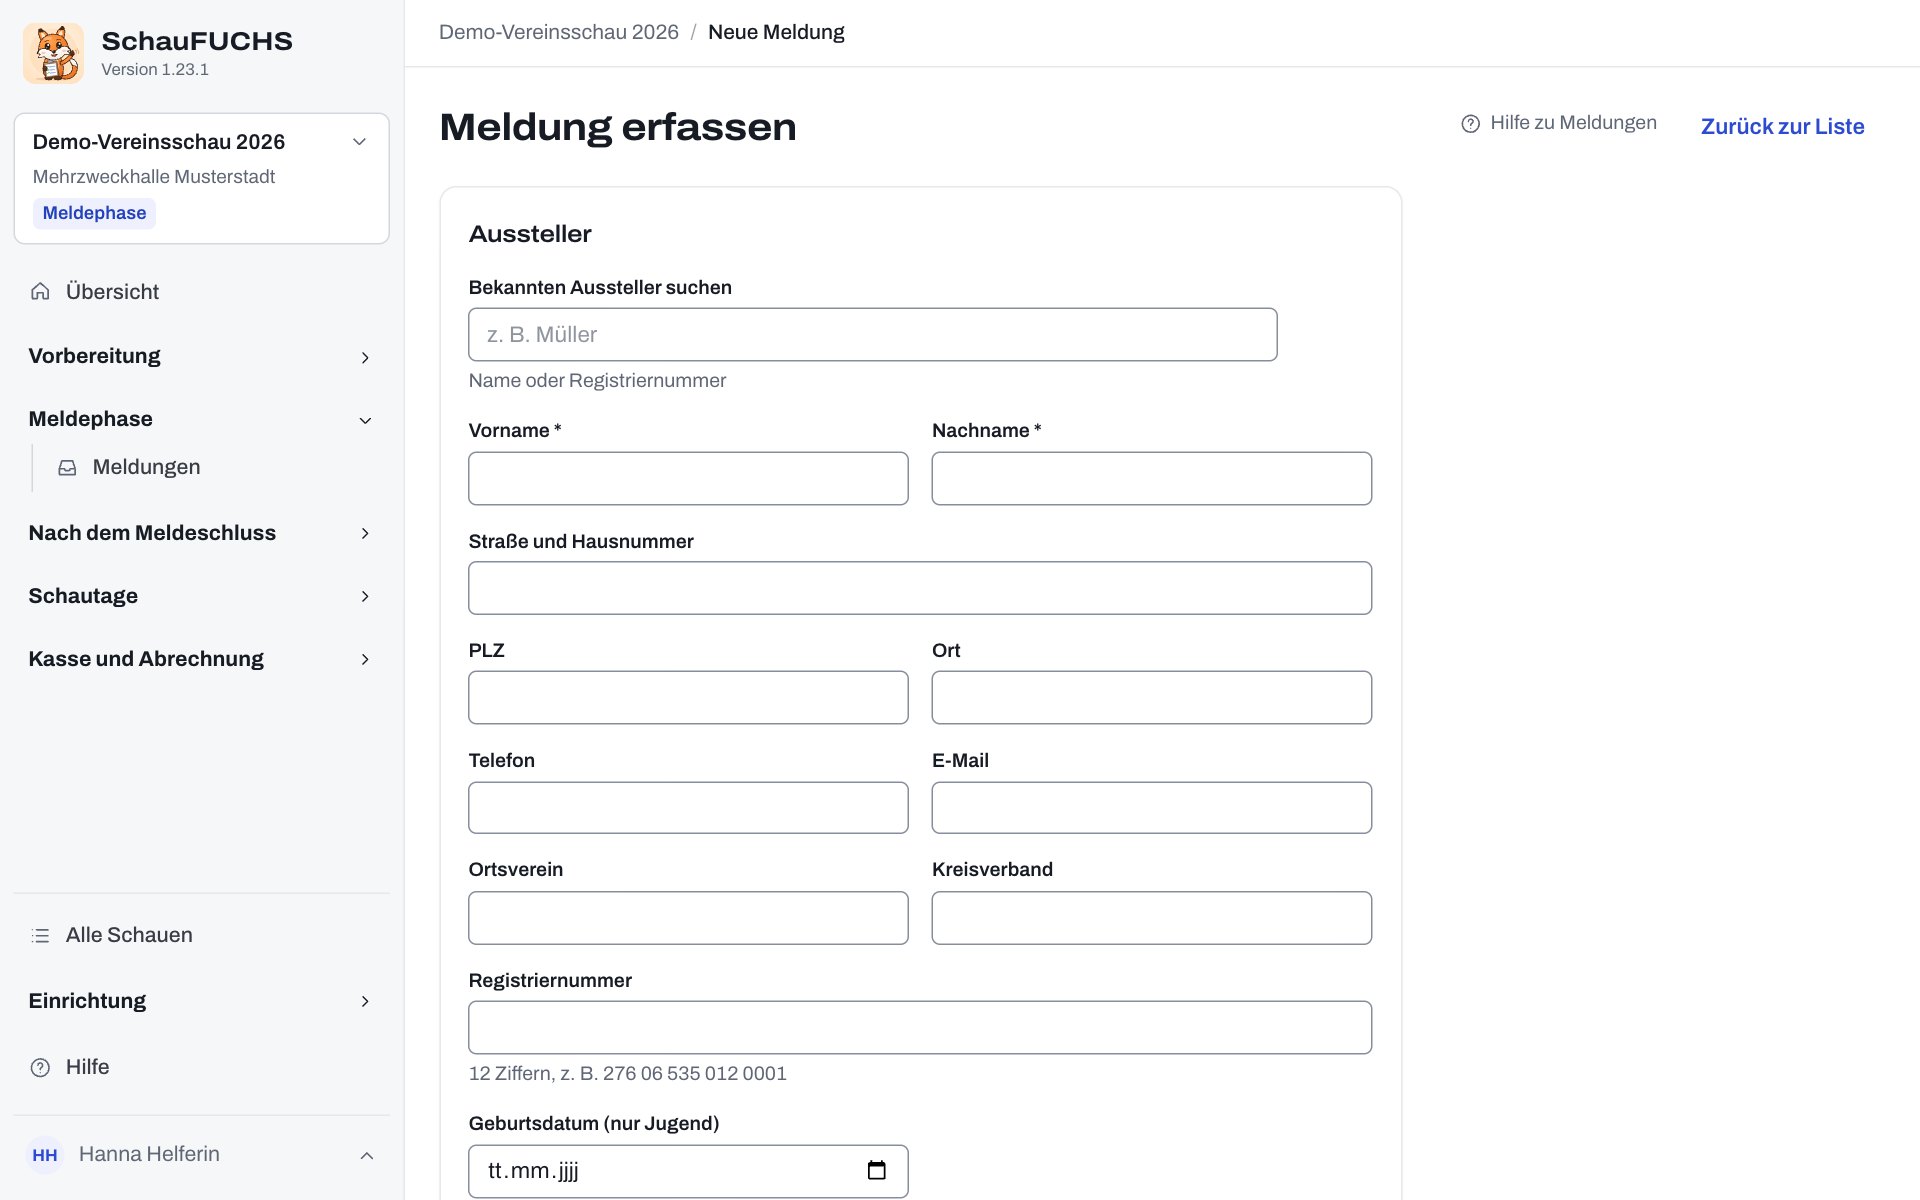 SchauFUCHS
Version 1.23.1
Demo-Vereinsschau 2026
Mehrzweckhalle Musterstadt
Meldephase
Übersicht
Vorbereitung
Meldephase
Meldungen
Nach dem Meldeschluss
Schautage
Kasse und Abrechnung
Alle Schauen
Einrichtung
Hilfe
HH Hanna Helferin
Demo-Vereinsschau 2026 / Neue Meldung
Meldung erfassen
Hilfe zu Meldungen
Zurück zur Liste
Aussteller
Bekannten Aussteller suchen
z. B. Müller
Name oder Registriernummer
Vorname * Nachname *
Straße und Hausnummer
PLZ Ort
Telefon E-Mail
Ortsverein Kreisverband
Registriernummer
12 Ziffern, z. B. 276 06 535 012 0001
Geburtsdatum (nur Jugend)
tt.mm.jjjj